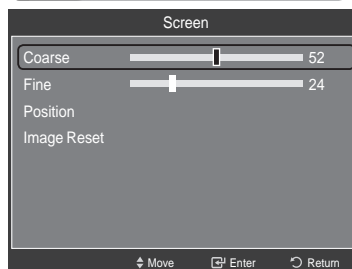 Screen
Coarse 52
Fine 24
Position
Image Reset
Move Enter Return